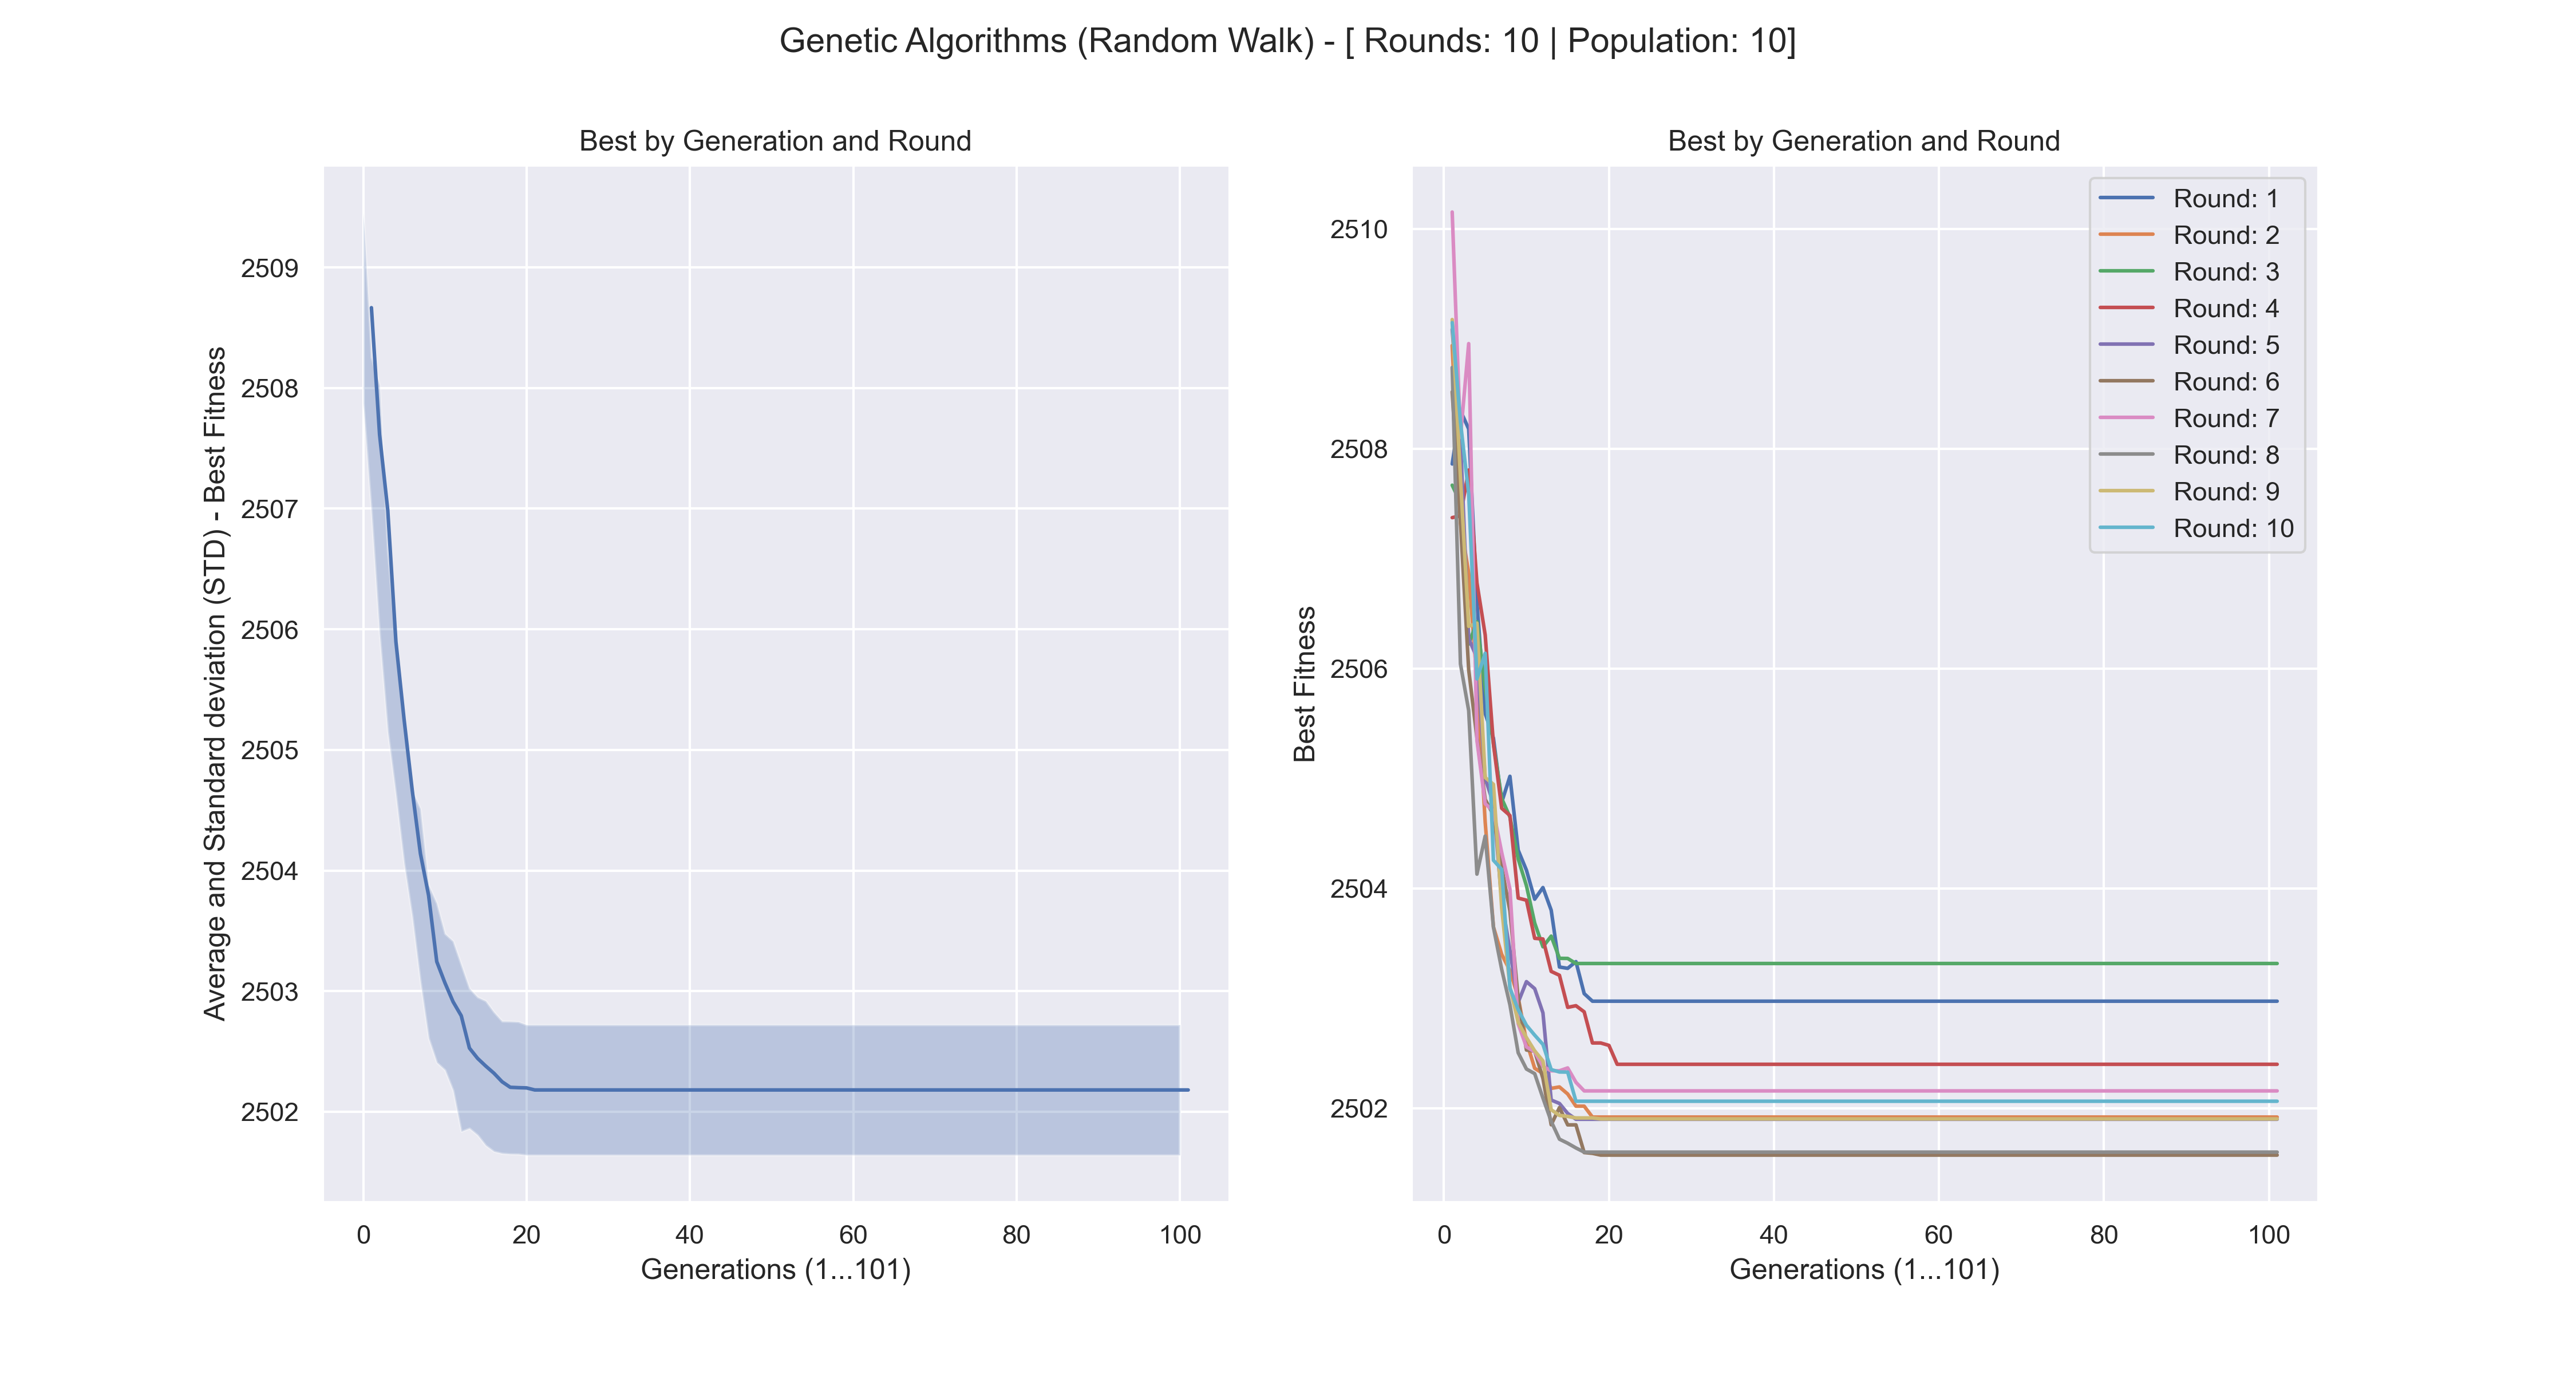 Genetic Algorithms (Random Walk) - [ Rounds: 10 | Population: 10]
Best by Generation and Round
Average and Standard deviation (STD) - Best Fitness
2509
2508
2507
2506
2505
2504
2503
2502
0 20 40 60 80 100
Generations (1...101)
Best by Generation and Round
Best Fitness
2510
2508
2506
2504
2502
0 20 40 60 80 100
Generations (1...101)
Round: 1
Round: 2
Round: 3
Round: 4
Round: 5
Round: 6
Round: 7
Round: 8
Round: 9
Round: 10